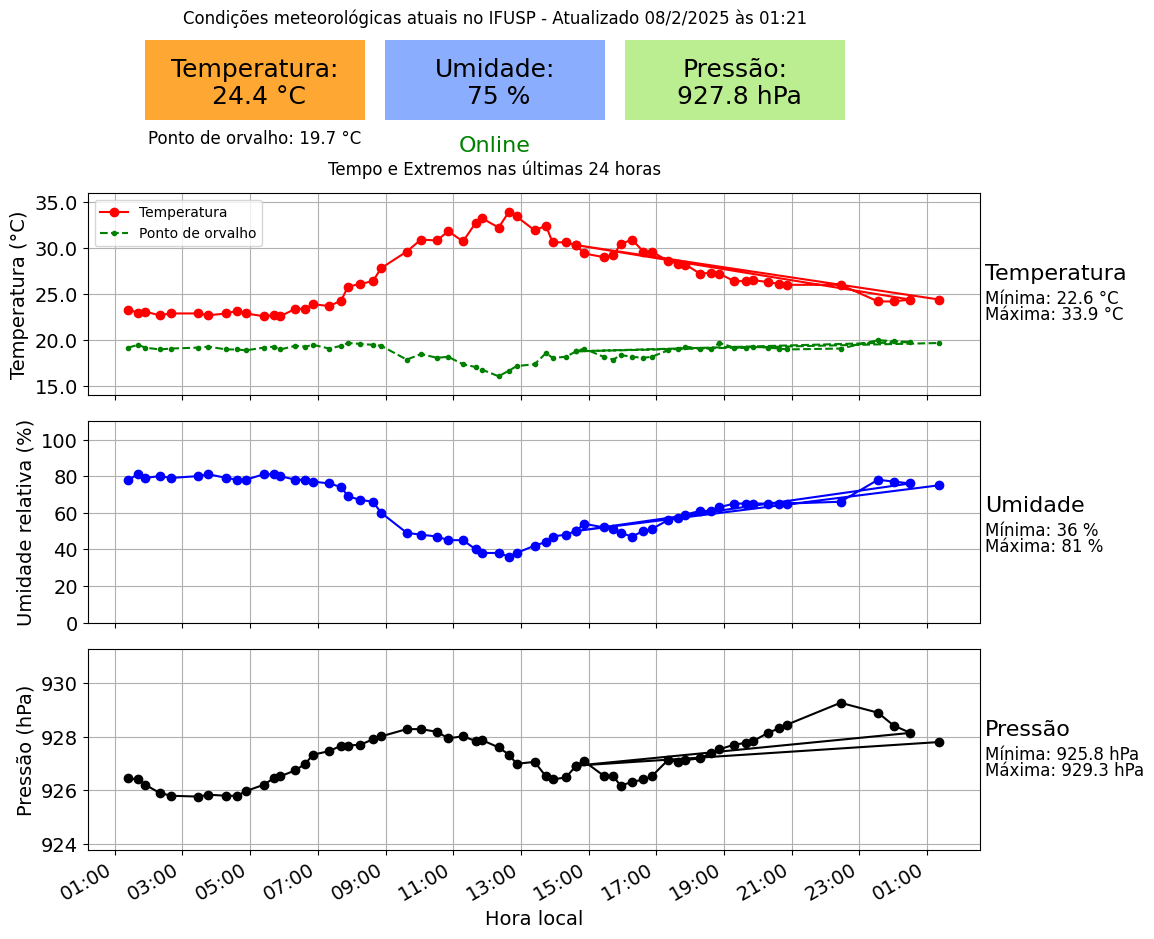 Condições meteorológicas atuais no IFUSP - Atualizado 08/2/2025 às 01:21
Temperatura:
24.4 °C
Umidade:
75 %
Pressão:
927.8 hPa
Ponto de orvalho: 19.7 °C
Online
Tempo e Extremos nas últimas 24 horas
Temperatura (°C)
35.0
30.0
25.0
20.0
15.0
Temperatura
Ponto de orvalho
Temperatura
Mínima: 22.6 °C
Máxima: 33.9 °C
Umidade relativa (%)
100
80
60
40
20
0
Umidade
Mínima: 36 %
Máxima: 81 %
Pressão (hPa)
930
928
926
924
Pressão
Mínima: 925.8 hPa
Máxima: 929.3 hPa
01:00 03:00 05:00 07:00 09:00 11:00 13:00 15:00 17:00 19:00 21:00 23:00 01:00
Hora local